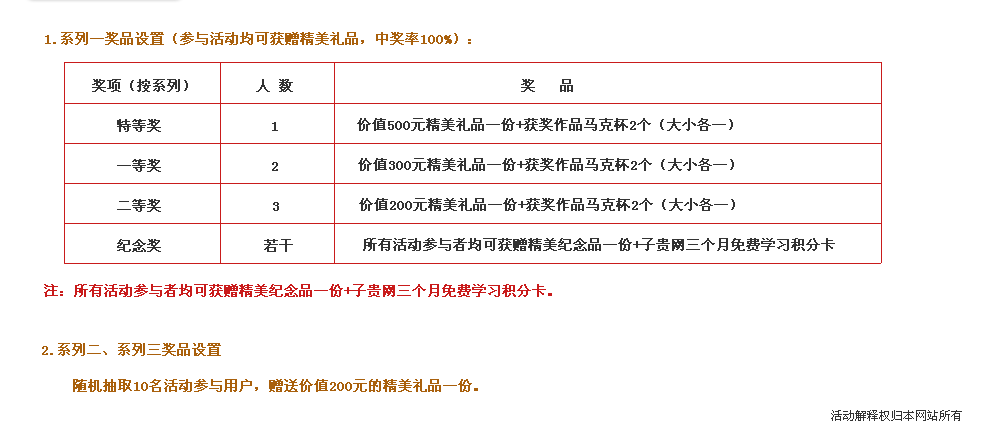 1.系列一奖品设置（参与活动均可获赠精美礼品，中奖率100%）：
奖项（按系列） 人 数 奖 品
特等奖 1 价值500元精美礼品一份+获奖作品马克杯2个（大小各一）
一等奖 2 价值300元精美礼品一份+获奖作品马克杯2个（大小各一）
二等奖 3 价值200元精美礼品一份+获奖作品马克杯2个（大小各一）
纪念奖 若干 所有活动参与者均可获赠精美纪念品一份+子贵网三个月免费学习积分卡
注：所有活动参与者均可获赠精美纪念品一份+子贵网三个月免费学习积分卡。
2.系列二、系列三奖品设置
随机抽取10名活动参与用户，赠送价值200元的精美礼品一份。
活动解释权归本网站所有